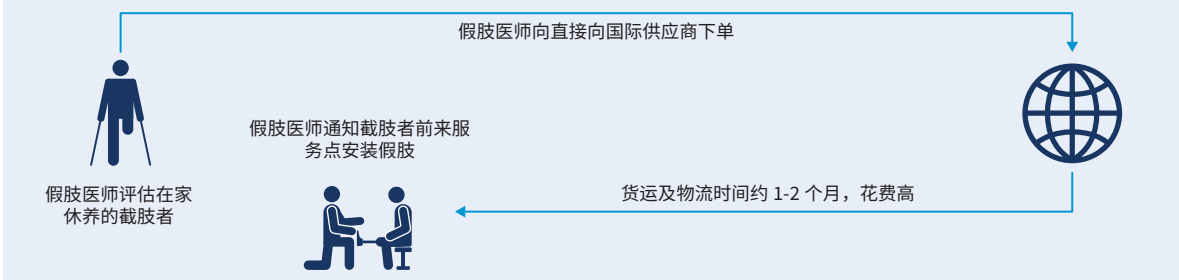 假肢医师向直接向国际供应商下单
假肢医师通知截肢者前来服
务点安装假肢
假肢医师评估在家
休养的截肢者
货运及物流时间约 1-2 个月，花费高